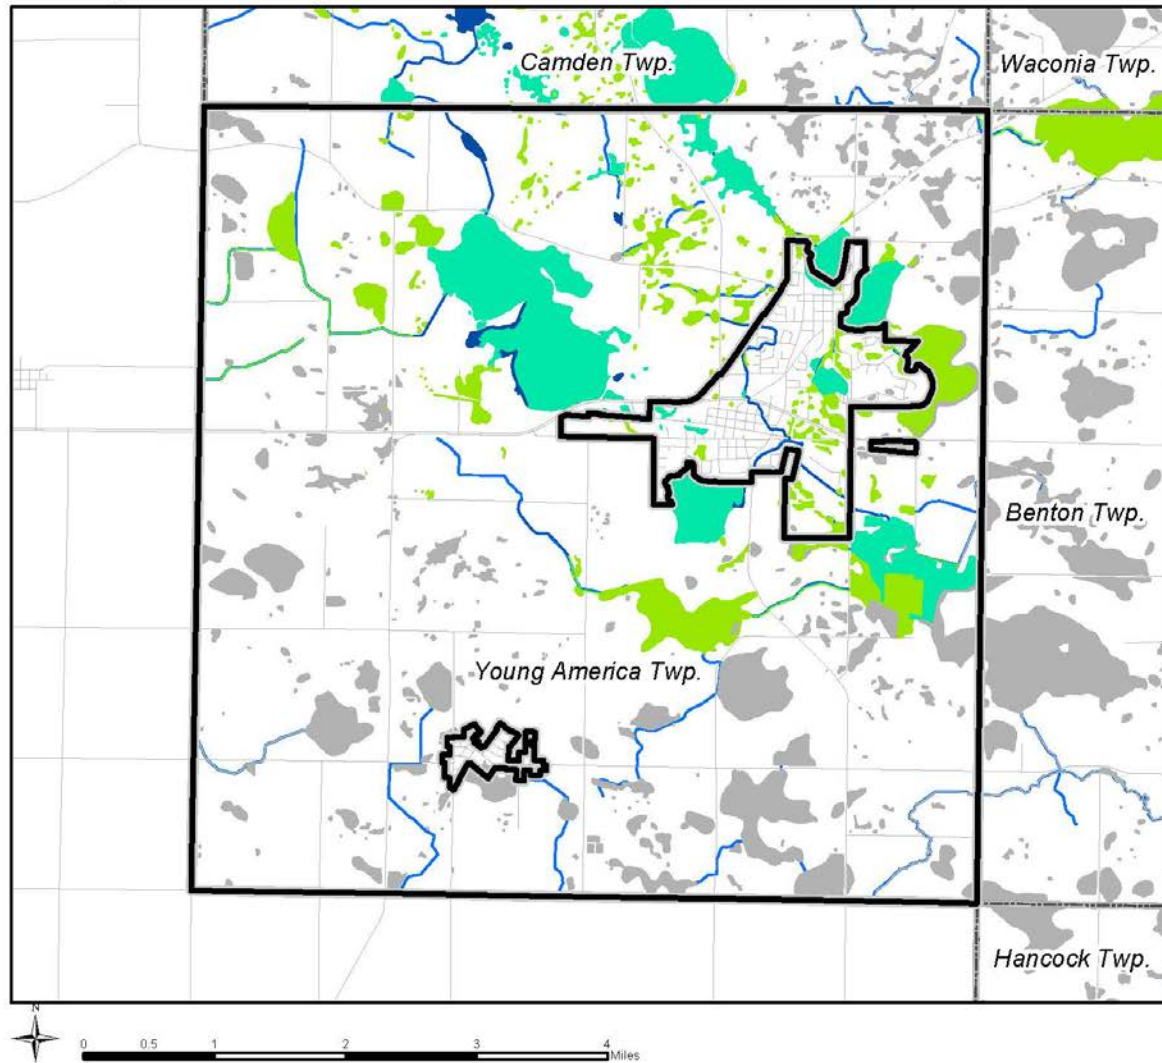 Camden Twp.
Waconia Twp.
Benton Twp.
Young America Twp.
Hancock Twp.
N
0 0.5 1 2 3 4
Miles